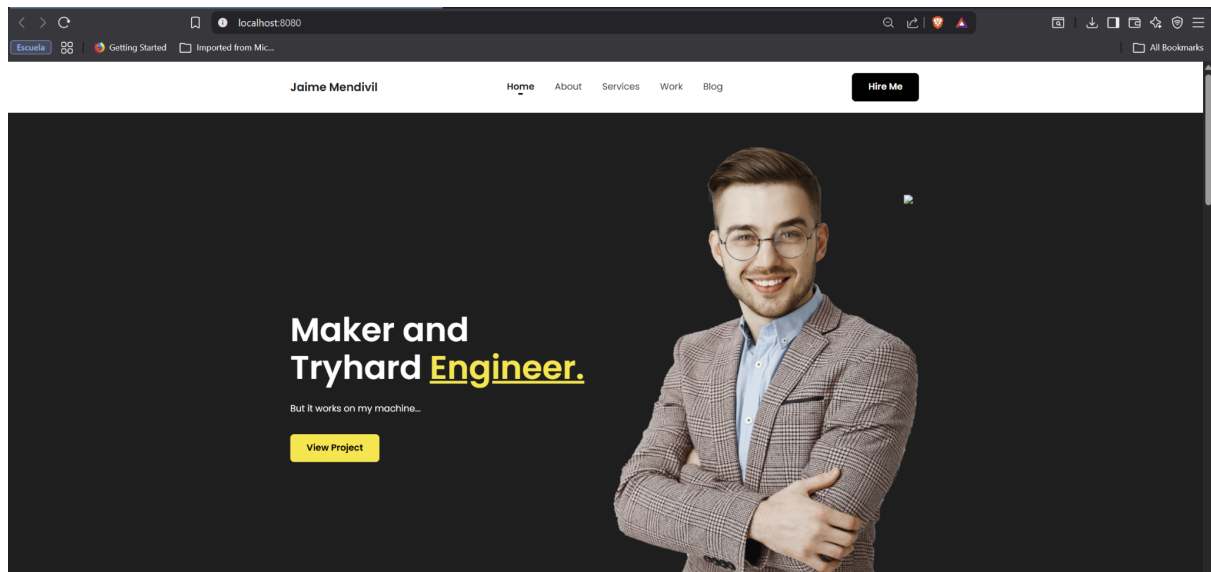 localhost:8080
Escuela Getting Started Imported from Mic... All Bookmarks
Jaime Mendivil Home About Services Work Blog Hire Me
Maker and
Tryhard Engineer.
But it works on my machine...
View Project